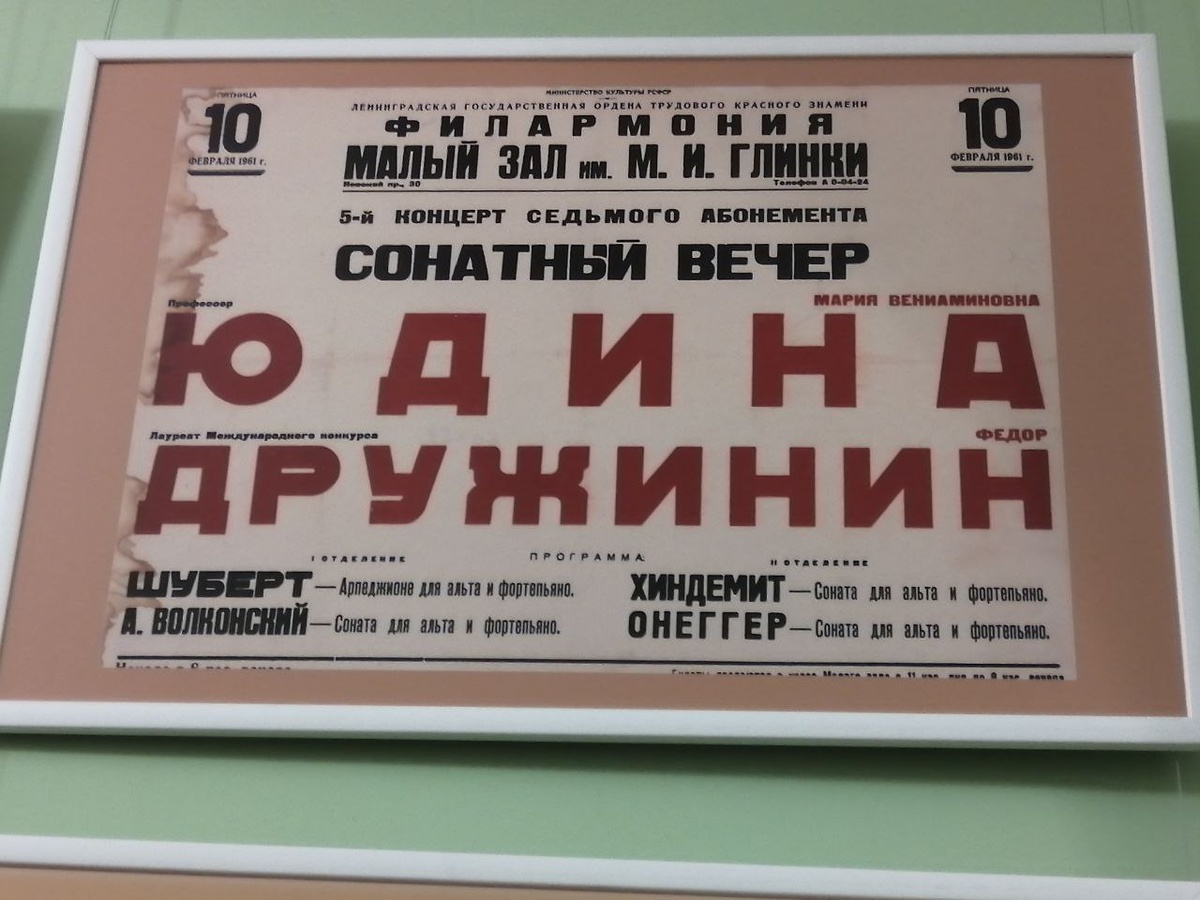 МИНИСТЕРСТВО КУЛЬТУРЫ РСФСР
ЛЕНИНГРАДСКАЯ ГОСУДАРСТВЕННАЯ ОРДЕНА ТРУДОВОГО КРАСНОГО ЗНАМЕНИ
ПЯТНИЦА
10
ФЕВРАЛЯ 1961 г.
ФИЛАРМОНИЯ
МАЛЫЙ ЗАЛ им. М. И. ГЛИНКИ
Невский пр., 30 Телефон А 0-04-24
ПЯТНИЦА
10
ФЕВРАЛЯ 1961 г.
5-й КОНЦЕРТ СЕДЬМОГО АБОНЕМЕНТА
СОНАТНЫЙ ВЕЧЕР
Профессор МАРИЯ ВЕНИАМИНОВНА
ЮДИНА
Лауреат Международного конкурса ФЕДОР
ДРУЖИНИН
I ОТДЕЛЕНИЕ ПРОГРАММА: II ОТДЕЛЕНИЕ
ШУБЕРТ — Арпеджионе для альта и фортепьяно.
А. ВОЛКОНСКИЙ — Соната для альта и фортепьяно.
ХИНДЕМИТ — Соната для альта и фортепьяно.
ОНЕГГЕР — Соната для альта и фортепьяно.